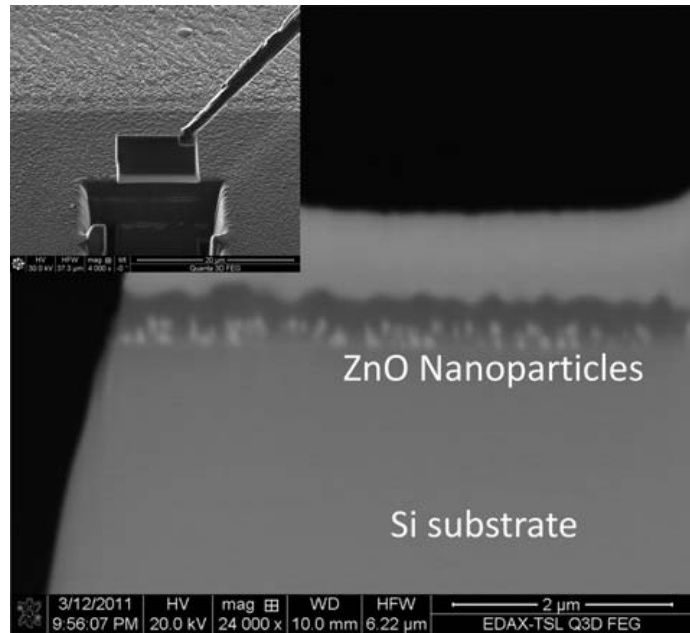 HV HFW mag ⊞ tilt 20 µm
30.0 kV 37.3 µm 4 000 x -0 ° Quanta 3D FEG
ZnO Nanoparticles
Si substrate
3/12/2011 HV mag ⊞ WD HFW 2 µm
9:56:07 PM 20.0 kV 24 000 x 10.0 mm 6.22 µm EDAX-TSL Q3D FEG